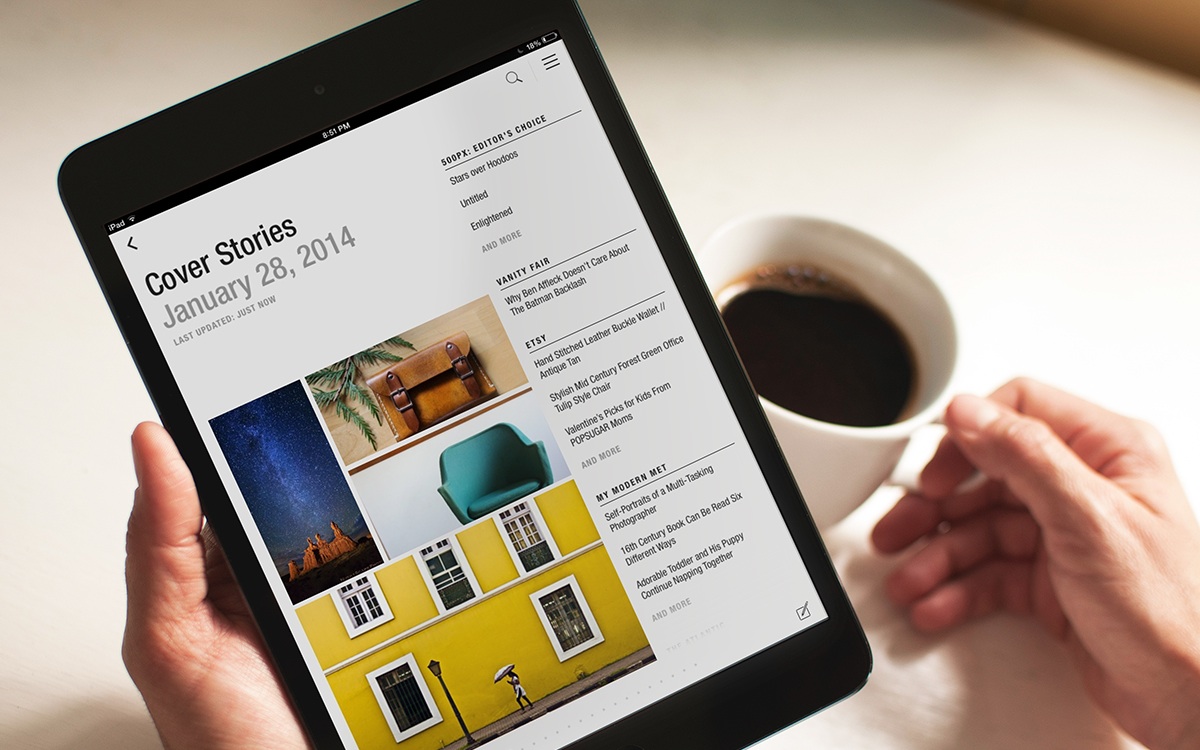 iPad
8:51 PM
18%
Cover Stories
January 28, 2014
LAST UPDATED: JUST NOW
500PX: EDITOR'S CHOICE
Stars over Hoodoos
Untitled
Enlightened
AND MORE
VANITY FAIR
Why Ben Affleck Doesn't Care About
The Batman Backlash
ETSY
Hand Stitched Leather Buckle Wallet //
Antique Tan
Stylish Mid Century Forest Green Office
Tulip Style Chair
Valentine's Picks for Kids From
POPSUGAR Moms
AND MORE
MY MODERN MET
Self-Portraits of a Multi-Tasking
Photographer
16th Century Book Can Be Read Six
Different Ways
Adorable Toddler and His Puppy
Continue Napping Together
AND MORE
THE ATLANTIC